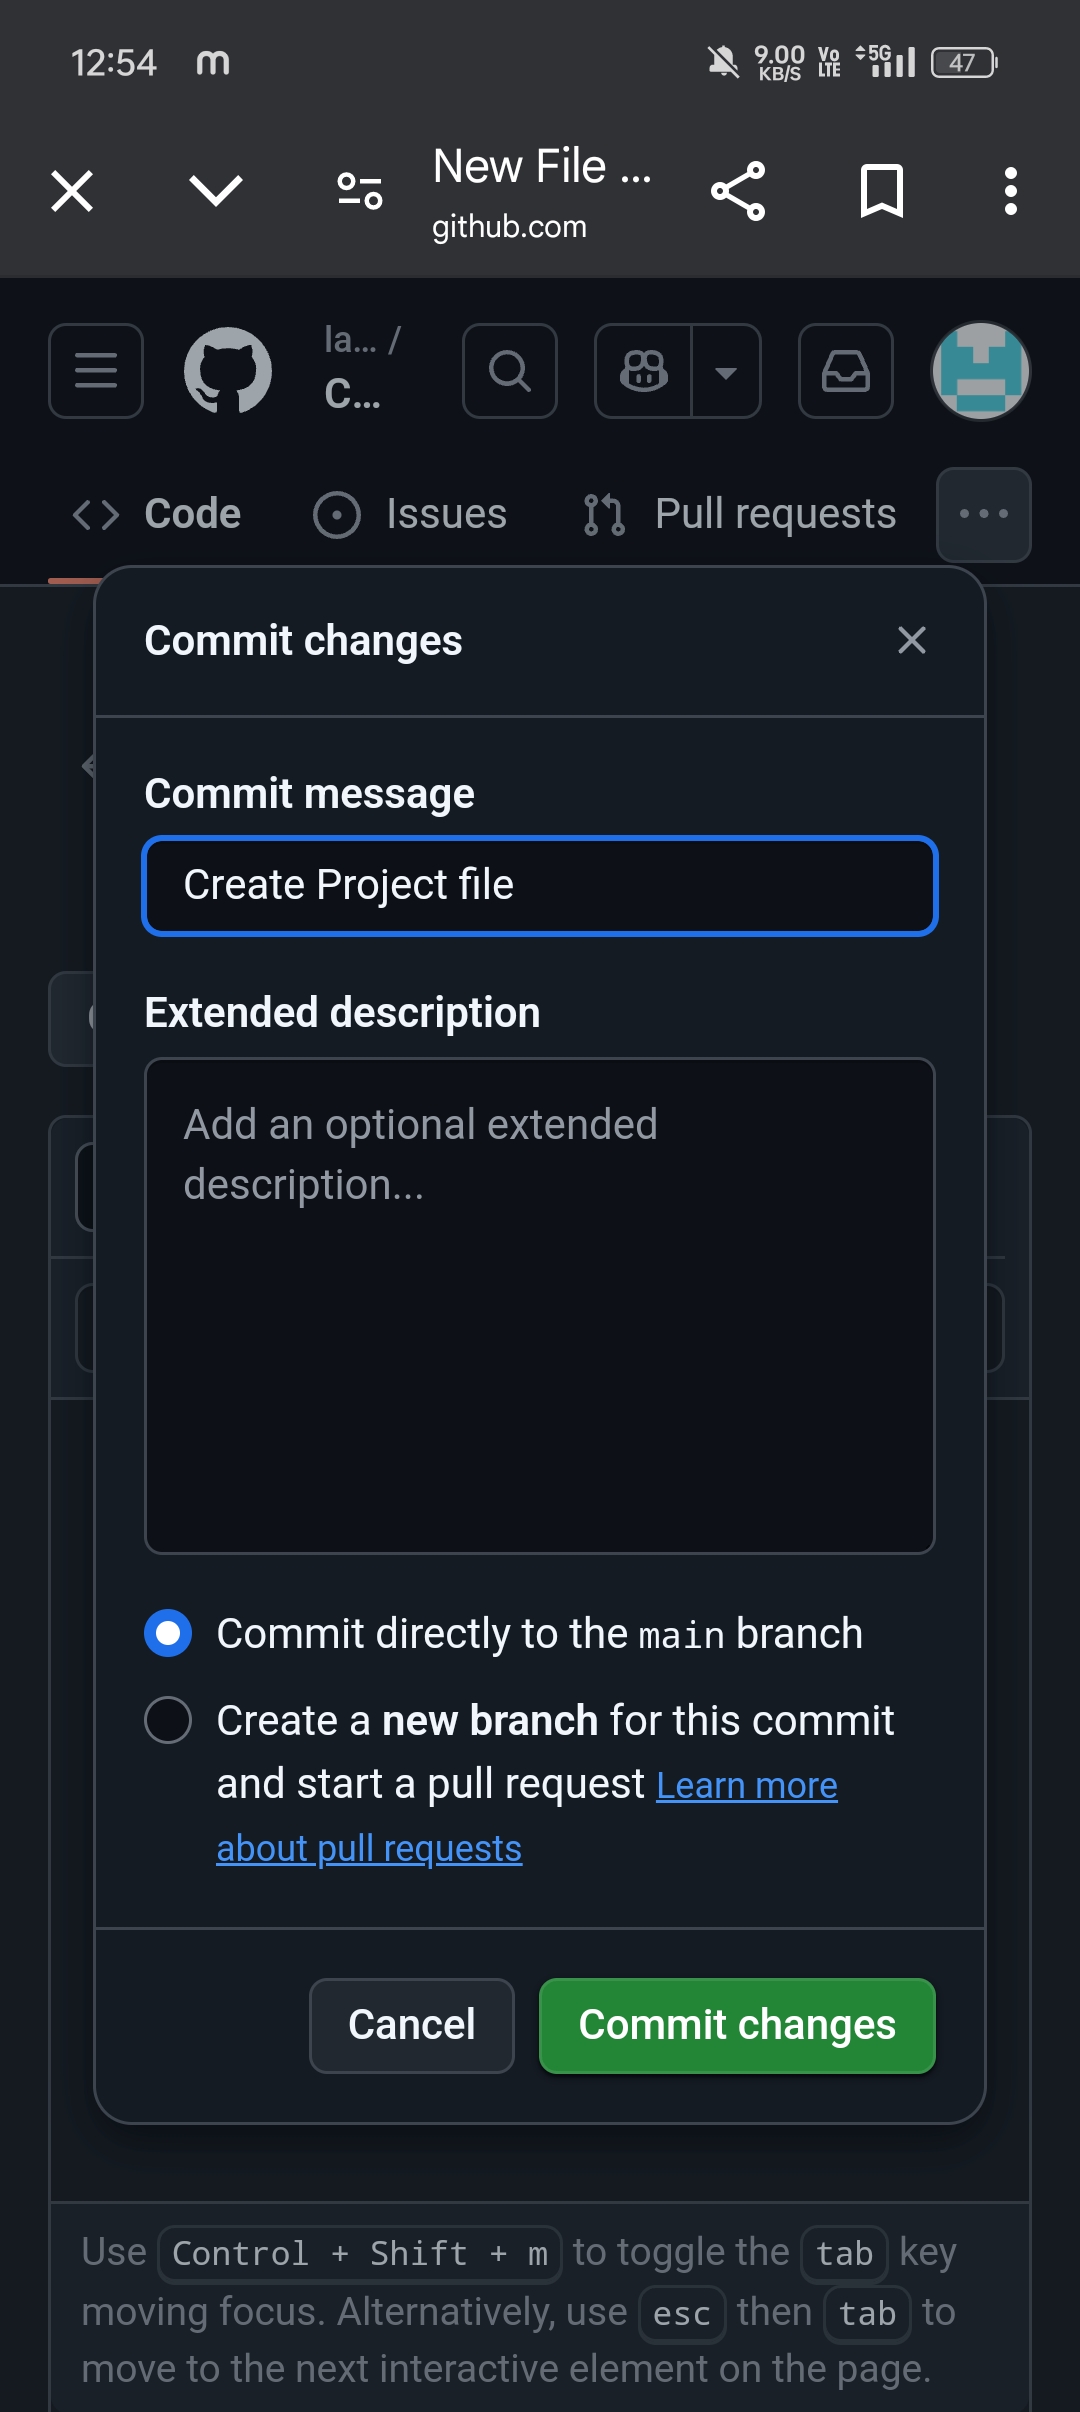 12:54 m 9.00 KB/S Vo LTE 5G 47
New File ...
github.com
la... /
C...
Code Issues Pull requests
Commit changes
Commit message
Create Project file
Extended description
Add an optional extended
description...
Commit directly to the main branch
Create a new branch for this commit
and start a pull request Learn more
about pull requests
Cancel Commit changes
Use Control + Shift + m to toggle the tab key
moving focus. Alternatively, use esc then tab to
move to the next interactive element on the page.